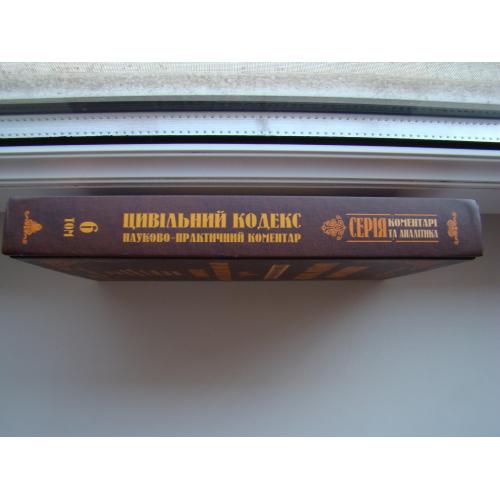 ТОМ
6
ЦИВІЛЬНИЙ КОДЕКС
НАУКОВО-ПРАКТИЧНИЙ КОМЕНТАР
СЕРІЯ КОМЕНТАРІ
ТА АНАЛІТИКА